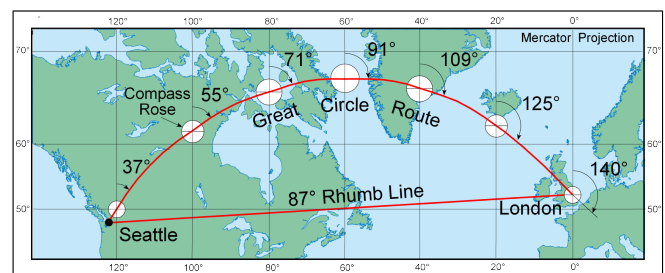 120° 100° 80° 60° 40° 20° 0°
Mercator Projection
70° 70°
71° 91° 109°
Compass
Rose
55°
Great Circle Route
125°
60° 60°
37°
140°
87° Rhumb Line
50° 50°
London
Seattle
120° 100° 80° 60° 40° 20° 0°